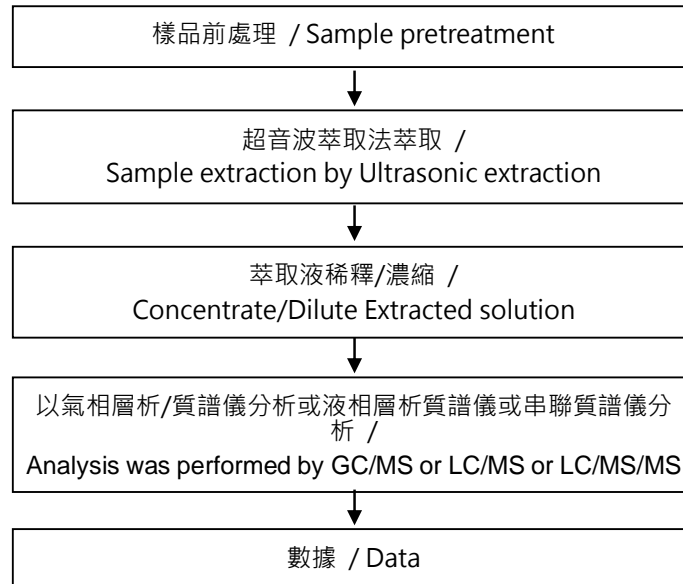 樣品前處理 / Sample pretreatment
超音波萃取法萃取 /
Sample extraction by Ultrasonic extraction
萃取液稀釋/濃縮 /
Concentrate/Dilute Extracted solution
以氣相層析/質譜儀分析或液相層析質譜儀或串聯質譜儀分
析 /
Analysis was performed by GC/MS or LC/MS or LC/MS/MS
數據 / Data